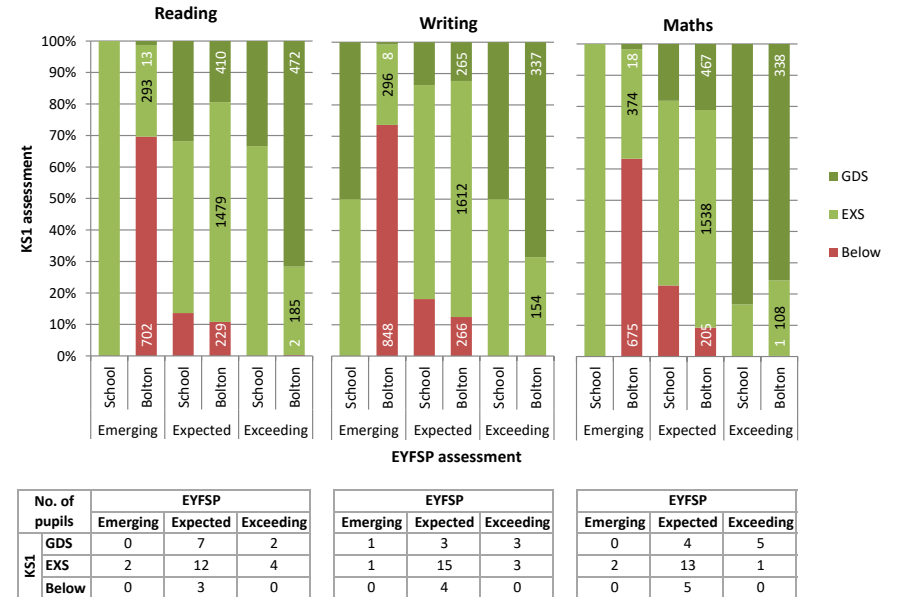 Reading Writing Maths
100%
90%
80%
70%
60%
50%
40%
30%
20%
10%
0%
KS1 assessment
13 410 472
293
1479
702 229 2 185
8 265 337
296
1612
848 266 154
18 467 338
374
1538
675 205 1 108
GDS
EXS
Below
School Bolton School Bolton School Bolton
Emerging Expected Exceeding
School Bolton School Bolton School Bolton
Emerging Expected Exceeding
School Bolton School Bolton School Bolton
Emerging Expected Exceeding
EYFSP assessment
No. of pupils EYFSP EYFSP EYFSP
Emerging Expected Exceeding Emerging Expected Exceeding Emerging Expected Exceeding
KS1
GDS 0 7 2 1 3 3 0 4 5
EXS 2 12 4 1 15 3 2 13 1
Below 0 3 0 0 4 0 0 5 0